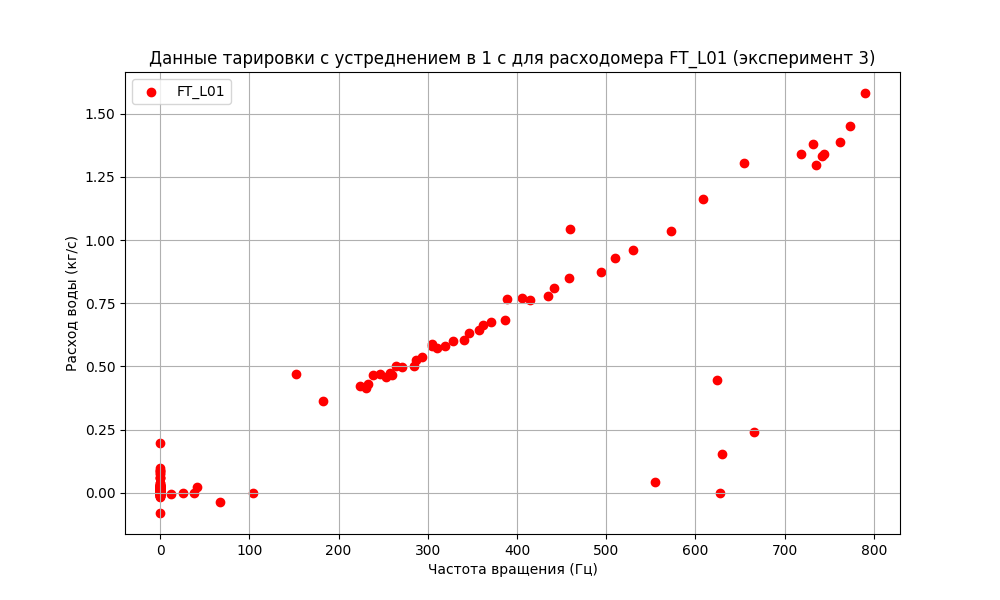 Данные тарировки с устреднением в 1 с для расходомера FT_L01 (эксперимент 3)
FT_L01
1.50
1.25
1.00
0.75
0.50
0.25
0.00
Расход воды (кг/с)
0 100 200 300 400 500 600 700 800
Частота вращения (Гц)